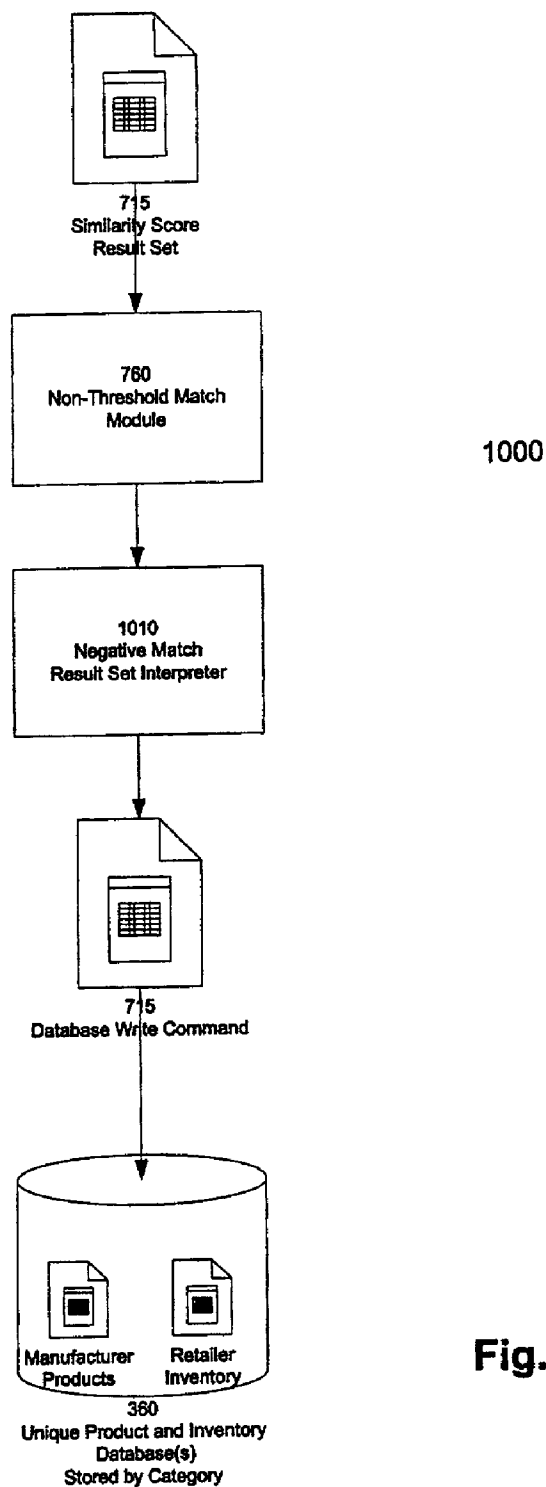 715
Similarity Score
Result Set
760
Non-Threshold Match
Module
1000
1010
Negative Match
Result Set Interpreter
715
Database Write Command
Manufacturer
Products
Retailer
Inventory
Fig.
360
Unique Product and Inventory
Database(s)
Stored by Category